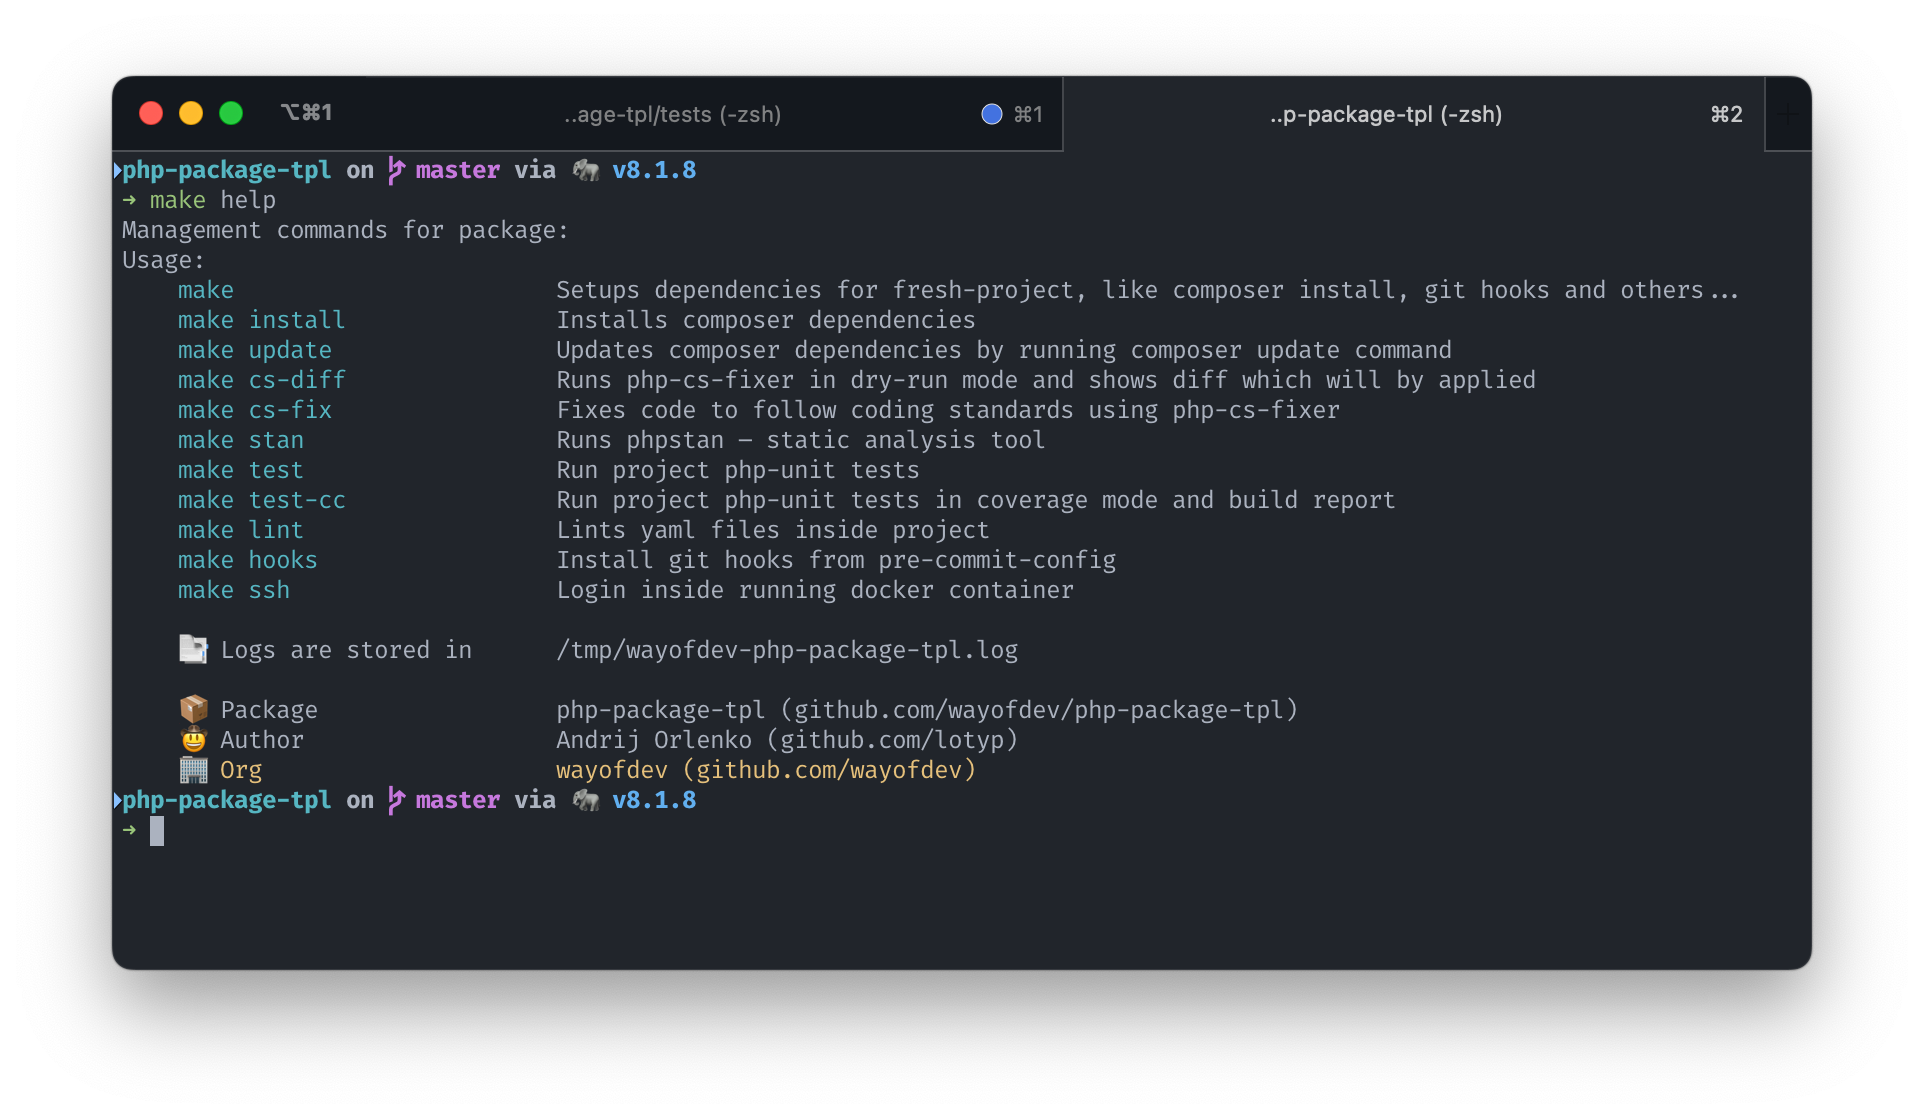 ⌥⌘1 ..age-tpl/tests (-zsh) ⌘1 ..p-package-tpl (-zsh) ⌘2
php-package-tpl on master via 🐘 v8.1.8
→ make help
Management commands for package:
Usage:
make Setups dependencies for fresh-project, like composer install, git hooks and others...
make install Installs composer dependencies
make update Updates composer dependencies by running composer update command
make cs-diff Runs php-cs-fixer in dry-run mode and shows diff which will by applied
make cs-fix Fixes code to follow coding standards using php-cs-fixer
make stan Runs phpstan – static analysis tool
make test Run project php-unit tests
make test-cc Run project php-unit tests in coverage mode and build report
make lint Lints yaml files inside project
make hooks Install git hooks from pre-commit-config
make ssh Login inside running docker container
📑 Logs are stored in /tmp/wayofdev-php-package-tpl.log
📦 Package php-package-tpl (github.com/wayofdev/php-package-tpl)
🤠 Author Andrij Orlenko (github.com/lotyp)
🏢 Org wayofdev (github.com/wayofdev)
php-package-tpl on master via 🐘 v8.1.8
→